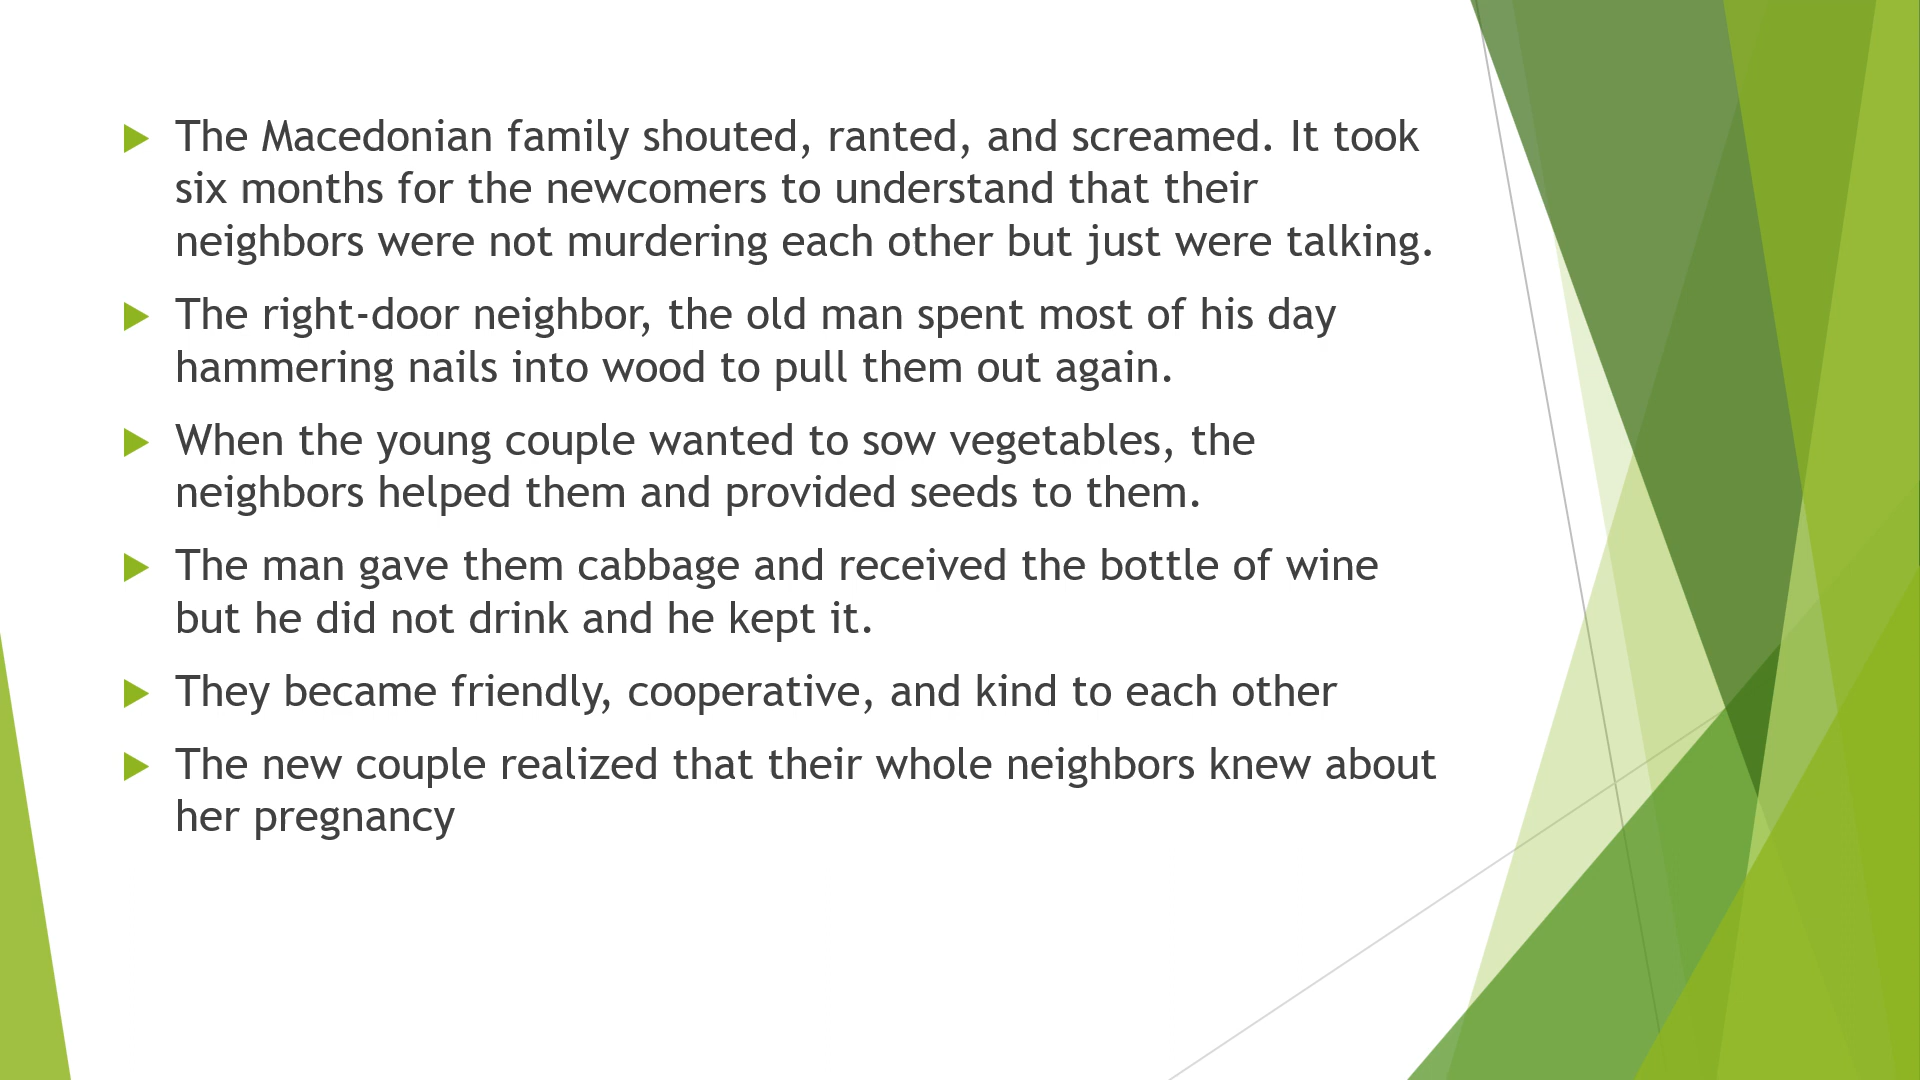 The Macedonian family shouted, ranted, and screamed. It took
six months for the newcomers to understand that their
neighbors were not murdering each other but just were talking.
The right-door neighbor, the old man spent most of his day
hammering nails into wood to pull them out again.
When the young couple wanted to sow vegetables, the
neighbors helped them and provided seeds to them.
The man gave them cabbage and received the bottle of wine
but he did not drink and he kept it.
They became friendly, cooperative, and kind to each other
The new couple realized that their whole neighbors knew about
her pregnancy